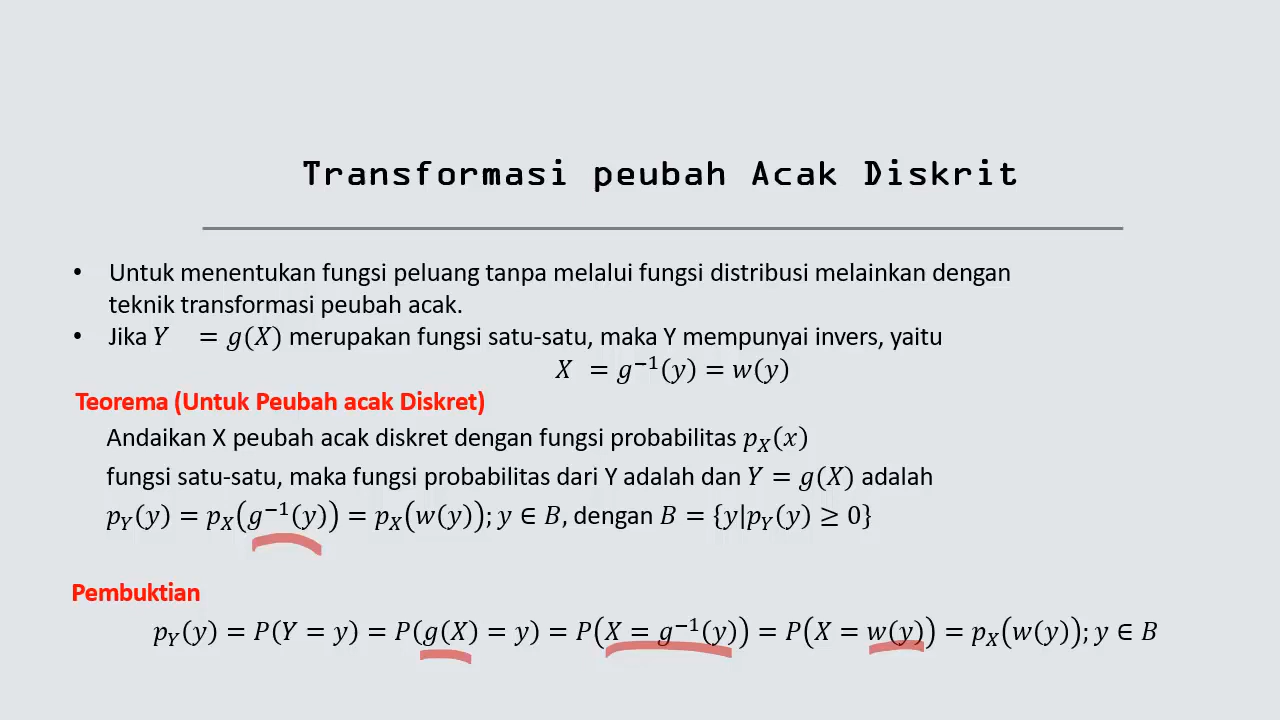 Transformasi peubah Acak Diskrit
• Untuk menentukan fungsi peluang tanpa melalui fungsi distribusi melainkan dengan
teknik transformasi peubah acak.
• Jika 𝑌 = 𝑔(𝑋) merupakan fungsi satu-satu, maka Y mempunyai invers, yaitu
𝑋 = 𝑔⁻¹(𝑦) = 𝑤(𝑦)
Teorema (Untuk Peubah acak Diskret)
Andaikan X peubah acak diskret dengan fungsi probabilitas 𝑝_𝑋(𝑥)
fungsi satu-satu, maka fungsi probabilitas dari Y adalah dan 𝑌 = 𝑔(𝑋) adalah
𝑝_𝑌(𝑦) = 𝑝_𝑋(𝑔⁻¹(𝑦)) = 𝑝_𝑋(𝑤(𝑦)); 𝑦 ∈ 𝐵, dengan 𝐵 = {𝑦|𝑝_𝑌(𝑦) ≥ 0}
Pembuktian
𝑝_𝑌(𝑦) = 𝑃(𝑌 = 𝑦) = 𝑃(𝑔(𝑋) = 𝑦) = 𝑃(𝑋 = 𝑔⁻¹(𝑦)) = 𝑃(𝑋 = 𝑤(𝑦)) = 𝑝_𝑋(𝑤(𝑦)); 𝑦 ∈ 𝐵